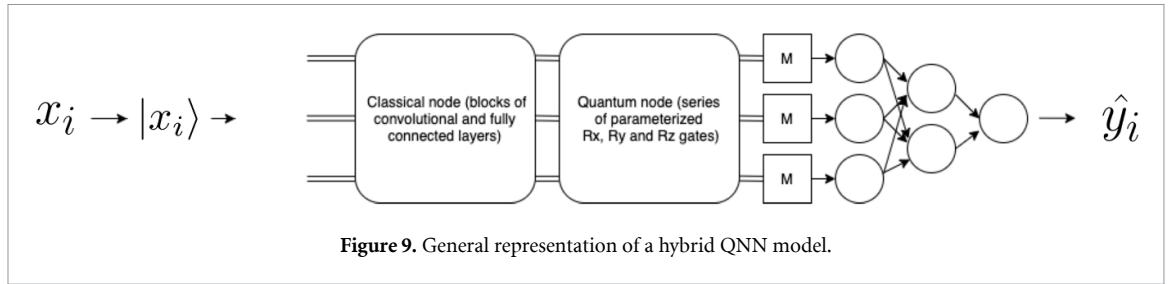 x_i → |x_i⟩ →
Classical node (blocks of
convolutional and fully
connected layers)
Quantum node (series
of parameterized
Rx, Ry and Rz gates)
M
M
M
→ ŷ_i
Figure 9. General representation of a hybrid QNN model.